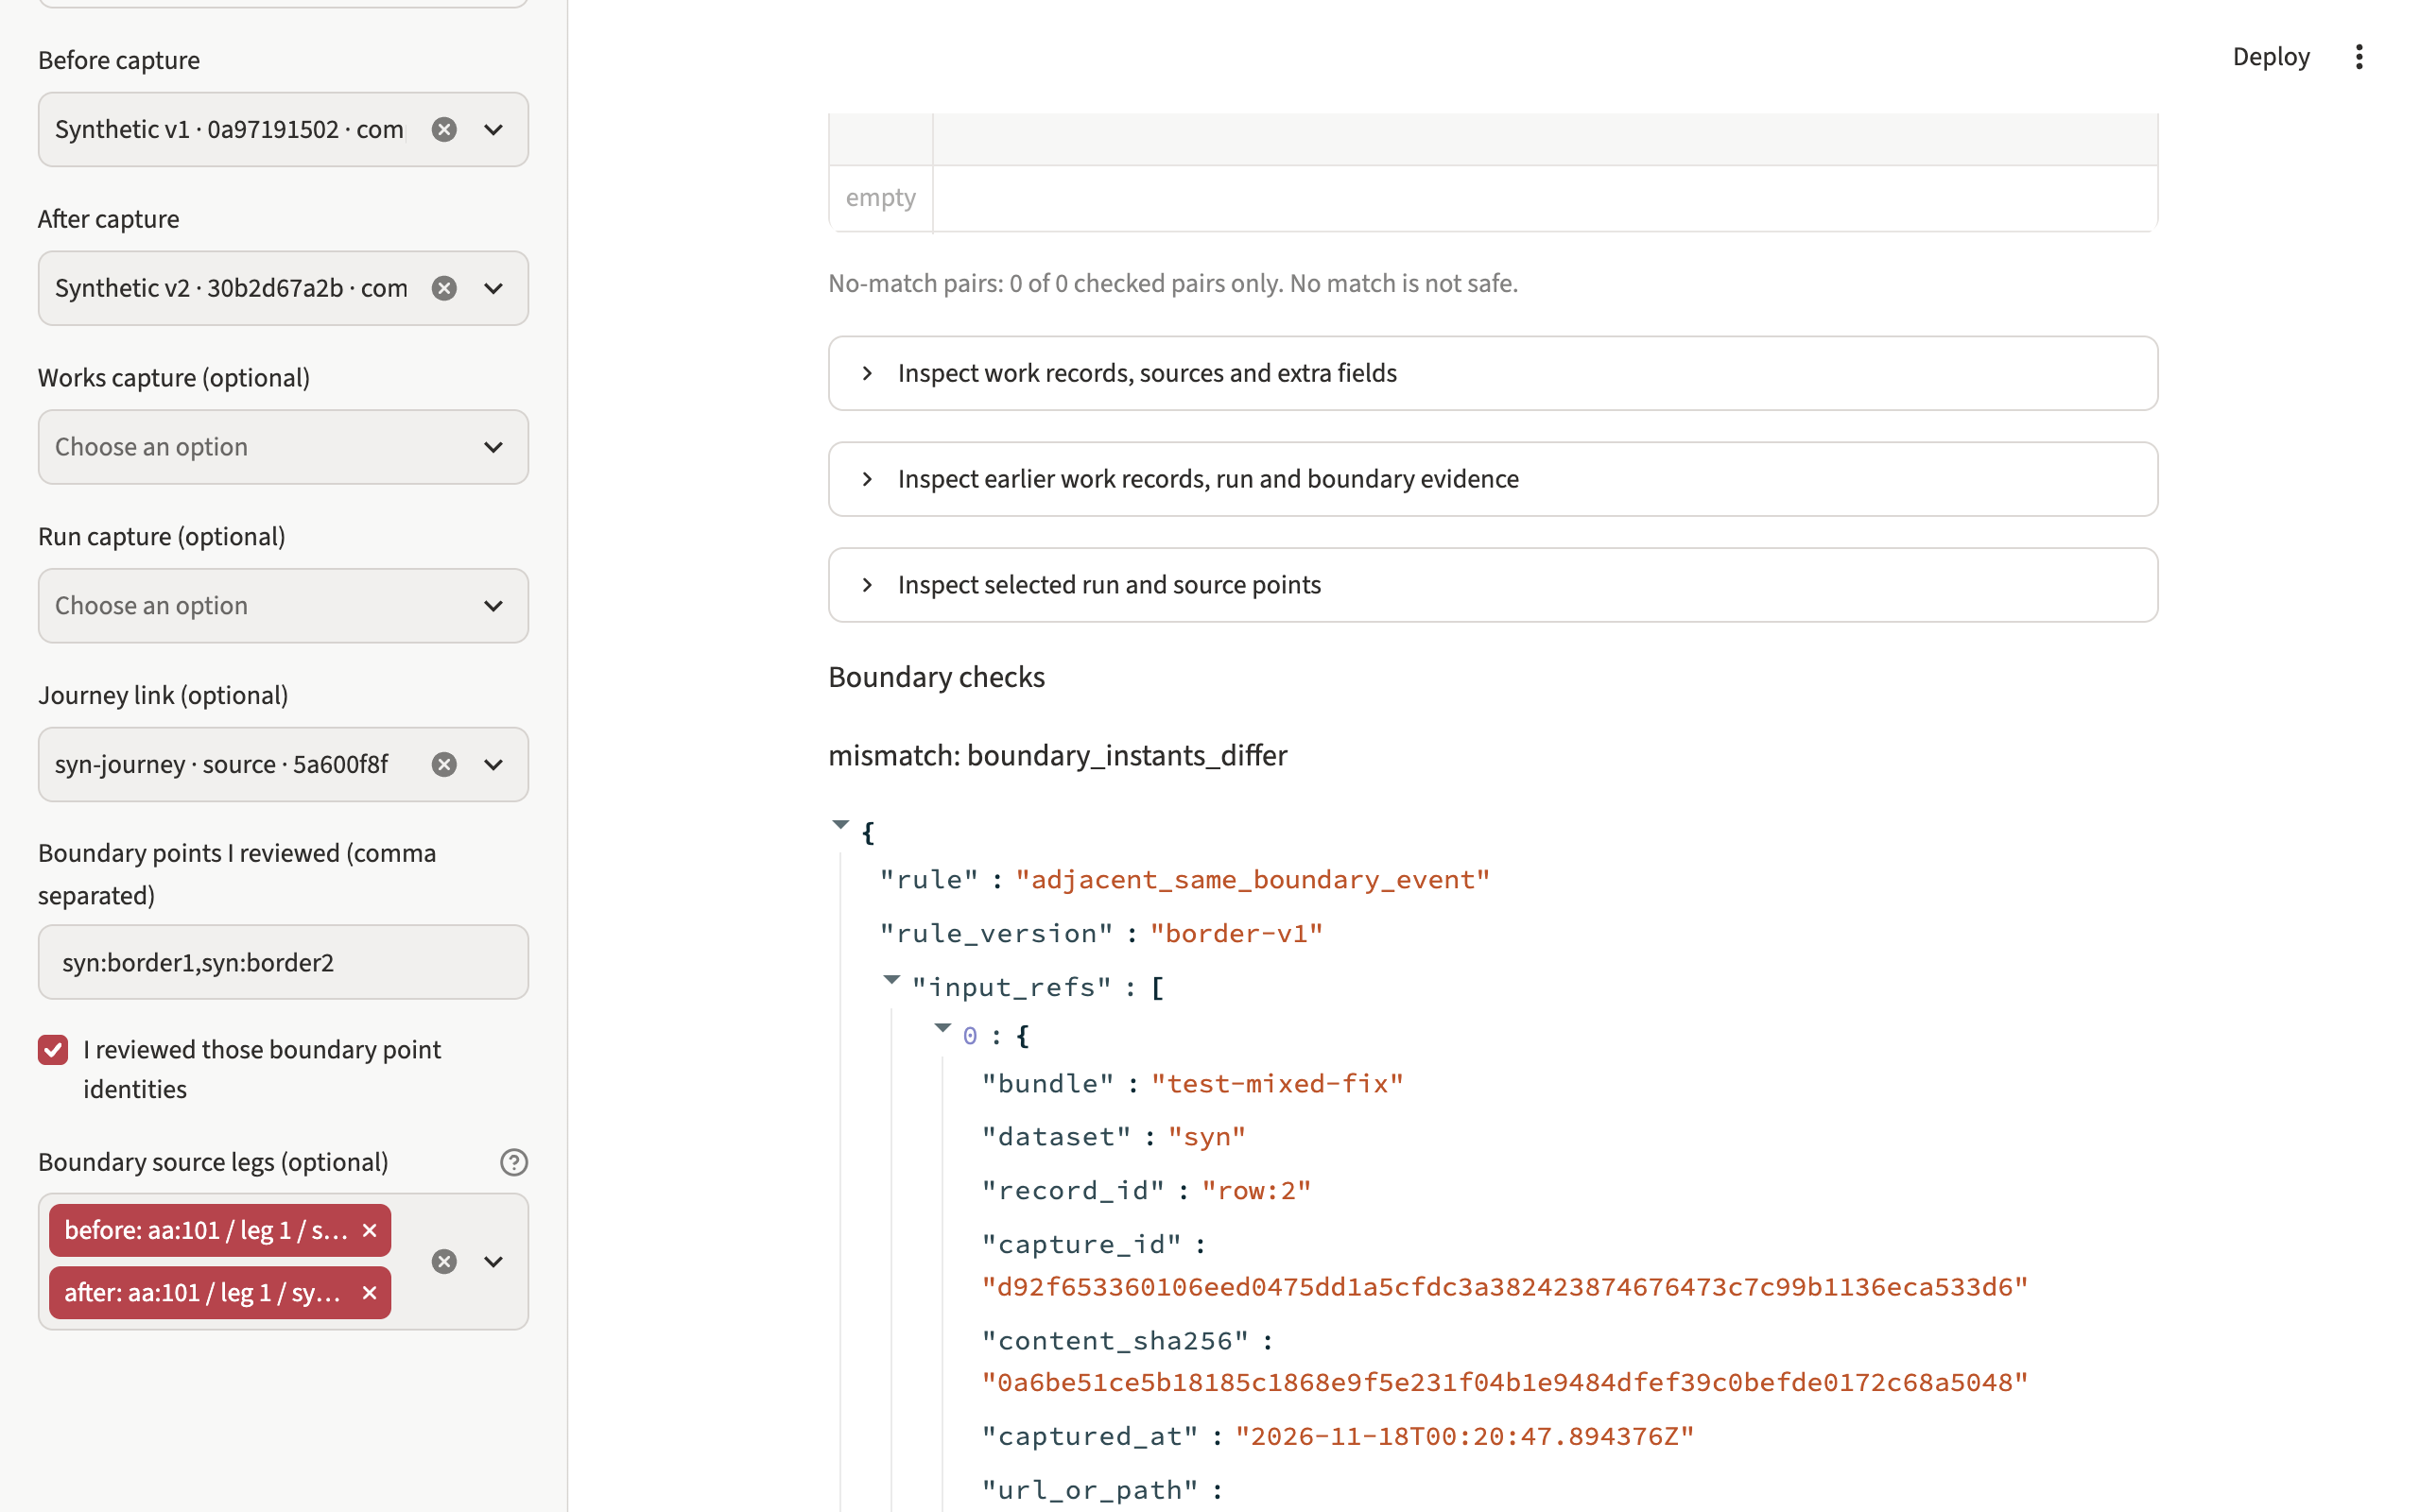 Before capture
Synthetic v1 · 0a97191502 · com
After capture
Synthetic v2 · 30b2d67a2b · com
Works capture (optional)
Choose an option
Run capture (optional)
Choose an option
Journey link (optional)
syn-journey · source · 5a600f8f
Boundary points I reviewed (comma
separated)
syn:border1,syn:border2
I reviewed those boundary point
identities
Boundary source legs (optional)
before: aa:101 / leg 1 / s...
after: aa:101 / leg 1 / sy...
Deploy
empty
No-match pairs: 0 of 0 checked pairs only. No match is not safe.
Inspect work records, sources and extra fields
Inspect earlier work records, run and boundary evidence
Inspect selected run and source points
Boundary checks
mismatch: boundary_instants_differ
{
"rule" : "adjacent_same_boundary_event"
"rule_version" : "border-v1"
"input_refs" : [
0 : {
"bundle" : "test-mixed-fix"
"dataset" : "syn"
"record_id" : "row:2"
"capture_id" :
"d92f653360106eed0475dd1a5cfdc3a382423874676473c7c99b1136eca533d6"
"content_sha256" :
"0a6be51ce5b18185c1868e9f5e231f04b1e9484dfef39c0befde0172c68a5048"
"captured_at" : "2026-11-18T00:20:47.894376Z"
"url_or_path" :